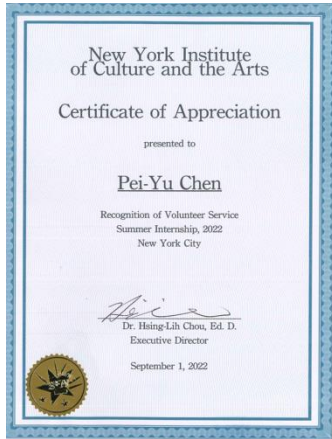 New York Institute
of Culture and the Arts
Certificate of Appreciation
presented to
Pei-Yu Chen
Recognition of Volunteer Service
Summer Internship, 2022
New York City
Dr. Hsing-Lih Chou, Ed. D.
Executive Director
September 1, 2022